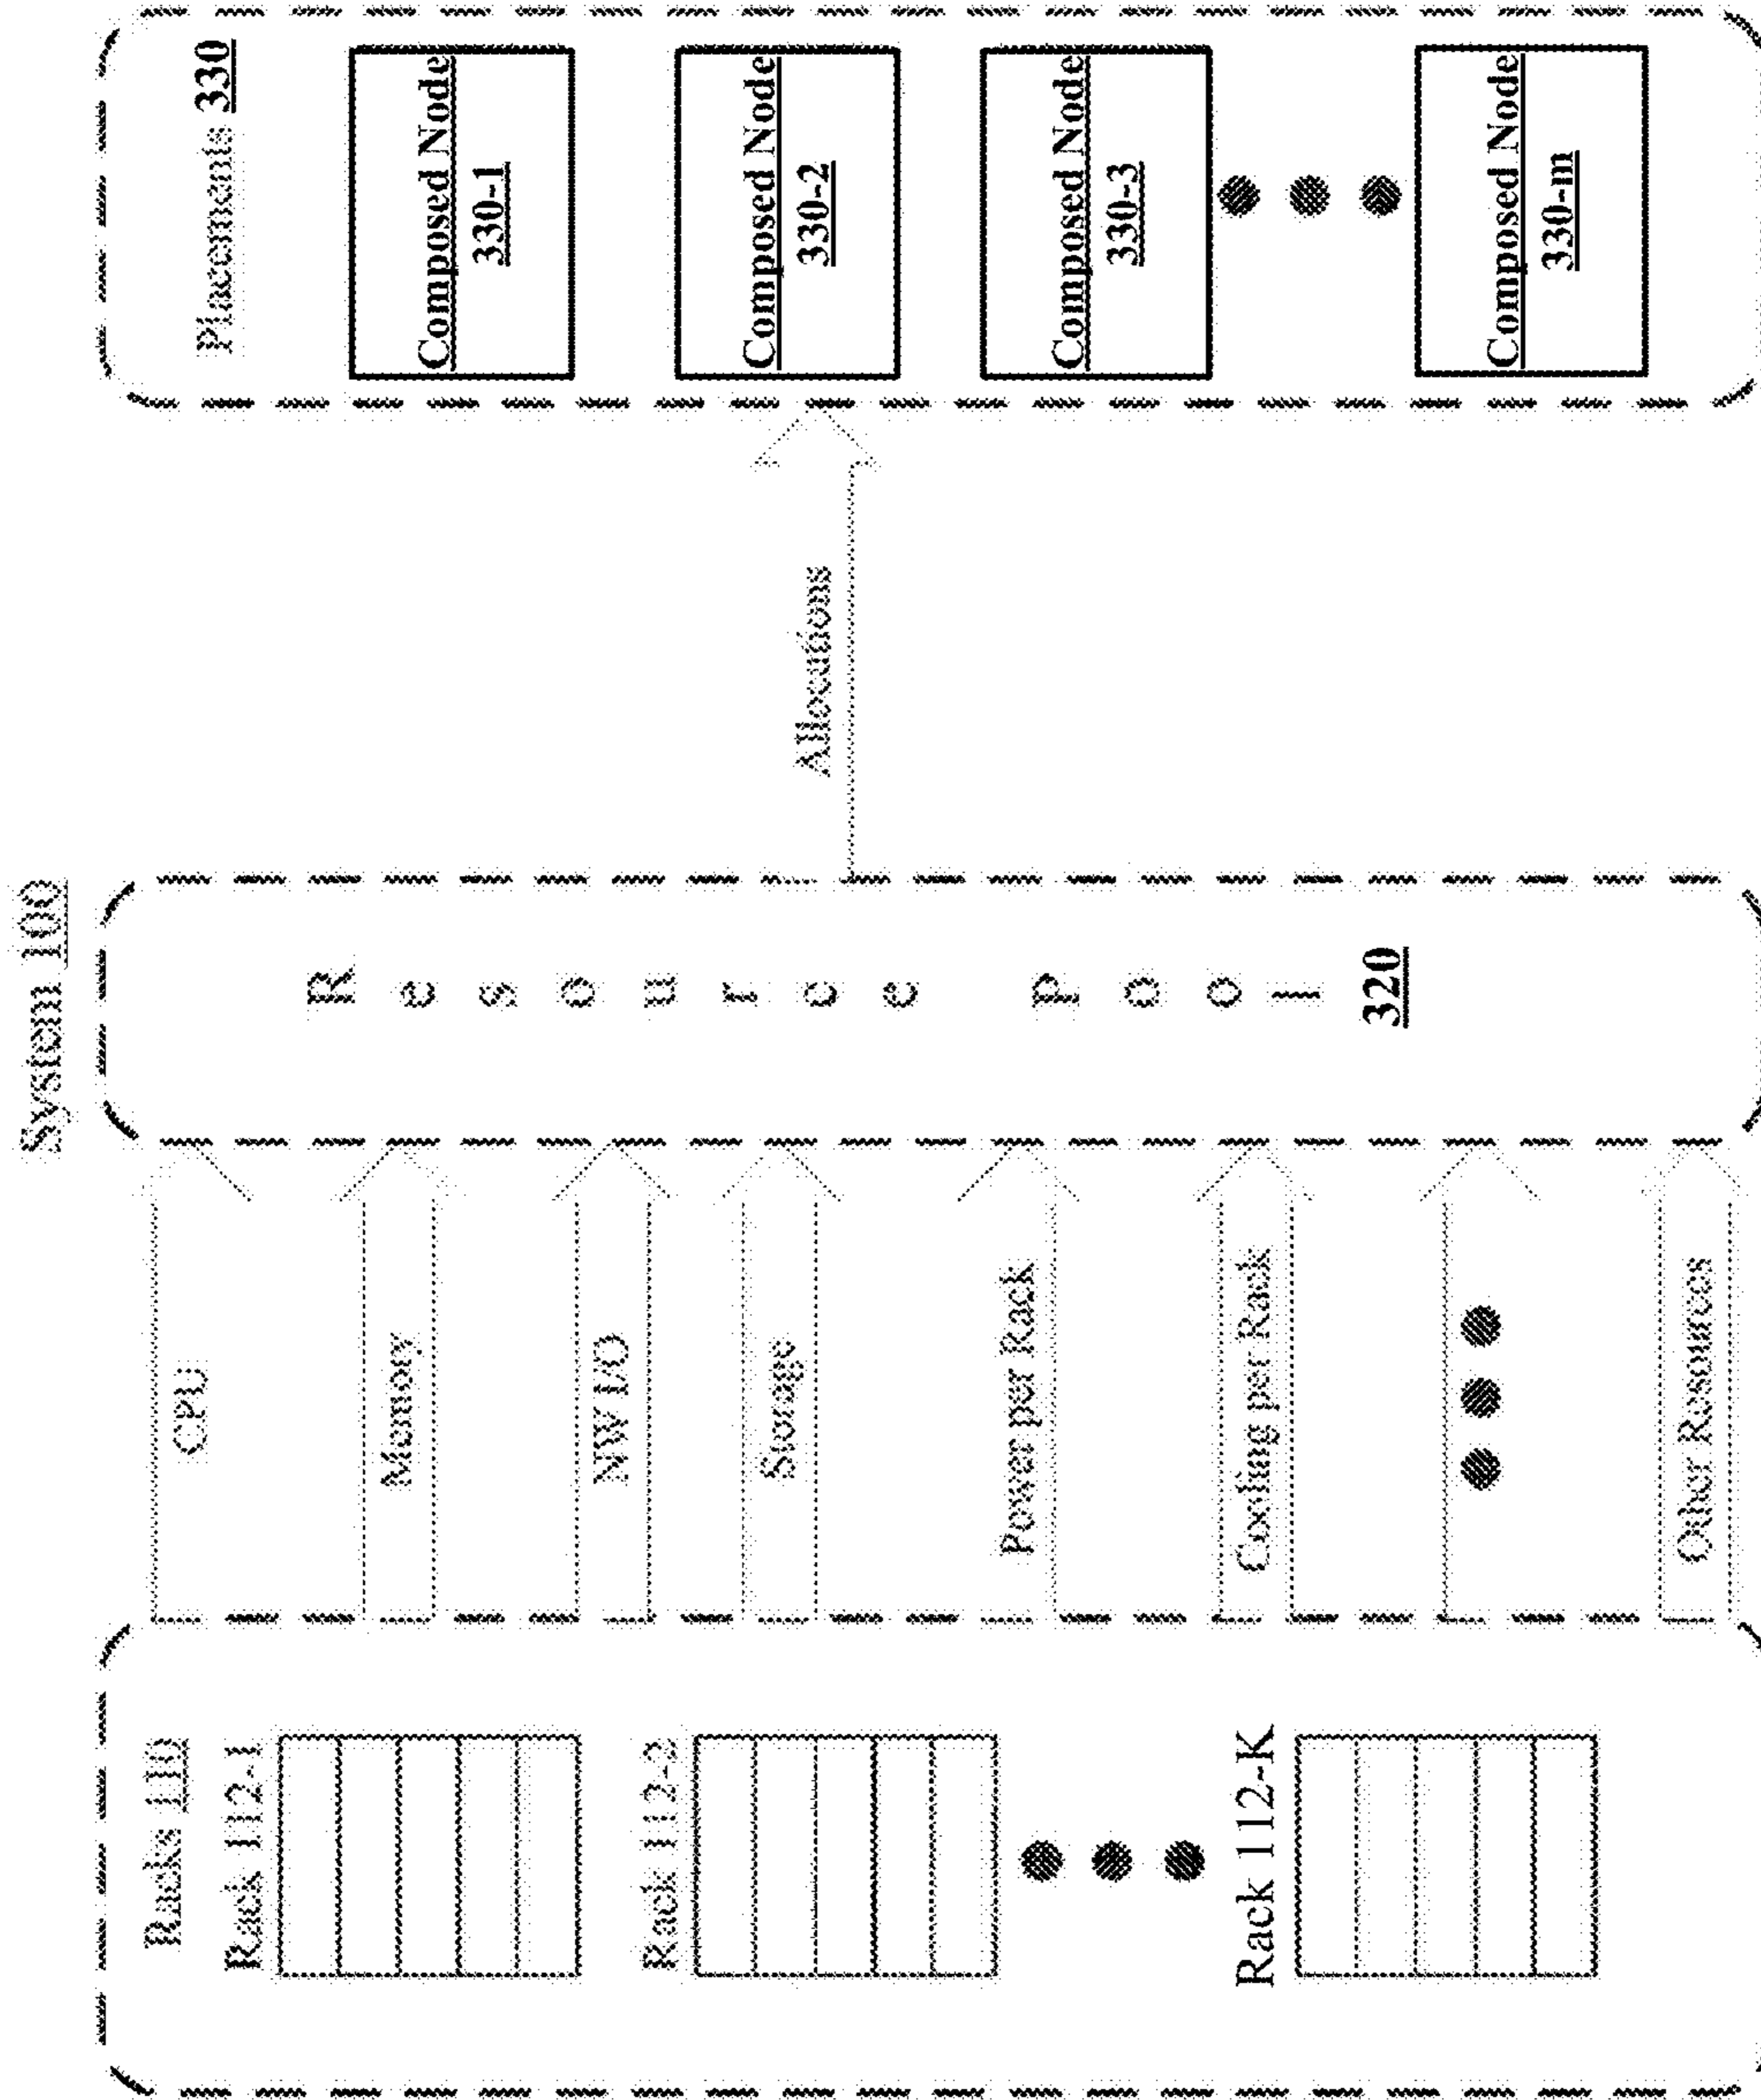 System 100
Racks 110
Rack 112-1
Rack 112-2
Rack 112-K
CPU
Memory
NW I/O
Storage
Power per Rack
Cooling per Rack
Other Resources
Resource Pool
320
Allocations
Placements 330
Composed Node
330-1
Composed Node
330-2
Composed Node
330-3
Composed Node
330-m